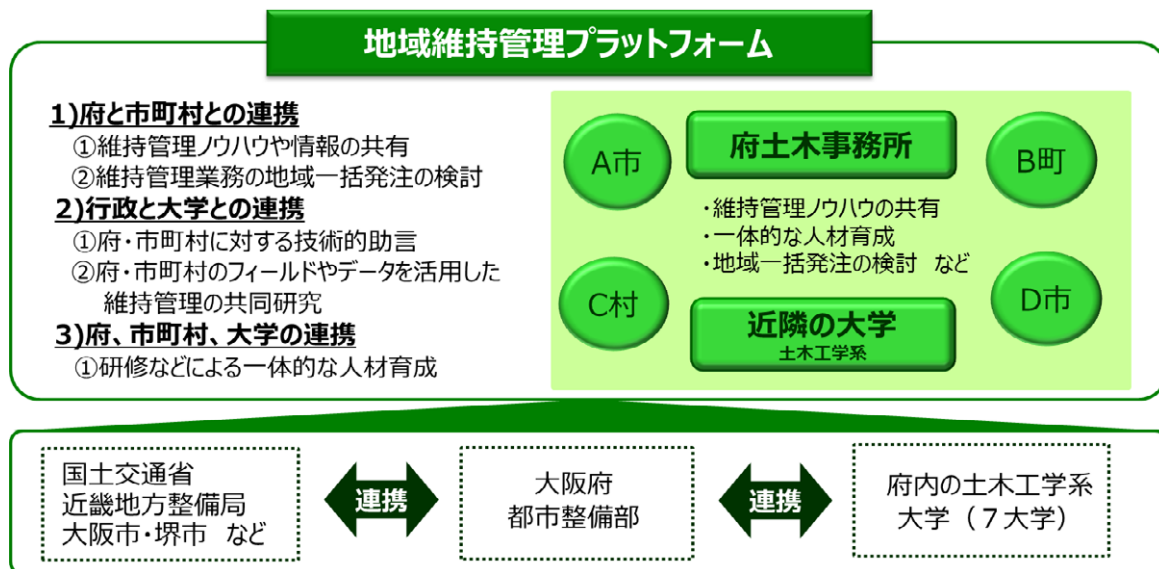 地域維持管理プラットフォーム
1)府と市町村との連携
①維持管理ノウハウや情報の共有
②維持管理業務の地域一括発注の検討
2)行政と大学との連携
①府・市町村に対する技術的助言
②府・市町村のフィールドやデータを活用した
維持管理の共同研究
3)府、市町村、大学の連携
①研修などによる一体的な人材育成
A市
府土木事務所
B町
・維持管理ノウハウの共有
・一体的な人材育成
・地域一括発注の検討 など
C村
近隣の大学
土木工学系
D市
国土交通省
近畿地方整備局
大阪市・堺市 など
連携
大阪府
都市整備部
連携
府内の土木工学系
大学（７大学）